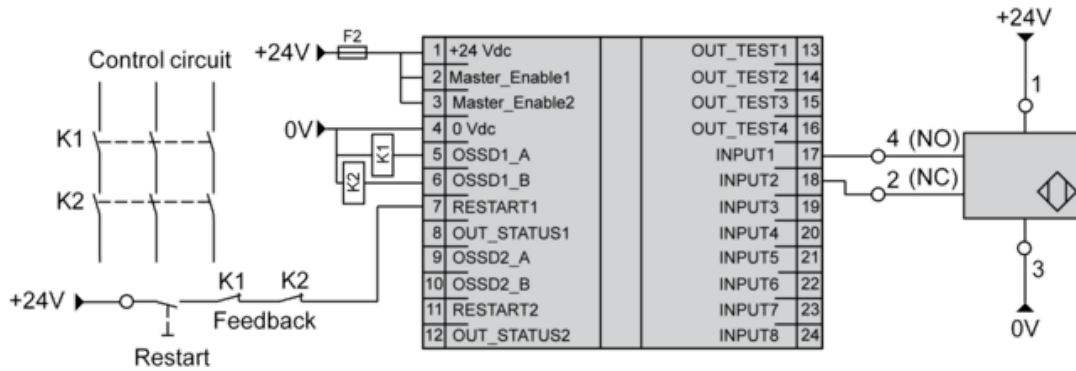 +24V
F2
+24V
Control circuit
1 +24 Vdc OUT_TEST1 13
2 Master_Enable1 OUT_TEST2 14
3 Master_Enable2 OUT_TEST3 15
0V
4 0 Vdc OUT_TEST4 16
1
K1
K1
5 OSSD1_A INPUT1 17
4 (NO)
K2
K2
6 OSSD1_B INPUT2 18
2 (NC)
7 RESTART1 INPUT3 19
8 OUT_STATUS1 INPUT4 20
9 OSSD2_A INPUT5 21
3
10 OSSD2_B INPUT6 22
+24V
K1 K2
11 RESTART2 INPUT7 23
Feedback
12 OUT_STATUS2 INPUT8 24
0V
Restart